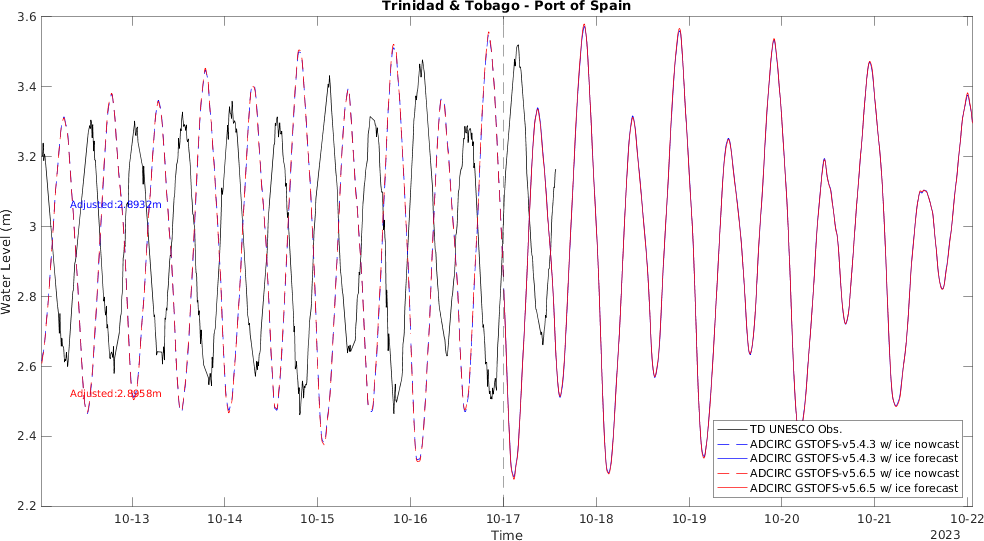 Trinidad & Tobago - Port of Spain
3.6
3.4
3.2
3
2.8
2.6
2.4
2.2
Water Level (m)
Adjusted:2.8932m
Adjusted:2.8958m
TD UNESCO Obs.
ADCIRC GSTOFS-v5.4.3 w/ ice nowcast
ADCIRC GSTOFS-v5.4.3 w/ ice forecast
ADCIRC GSTOFS-v5.6.5 w/ ice nowcast
ADCIRC GSTOFS-v5.6.5 w/ ice forecast
10-13 10-14 10-15 10-16 10-17 10-18 10-19 10-20 10-21 10-22
Time
2023